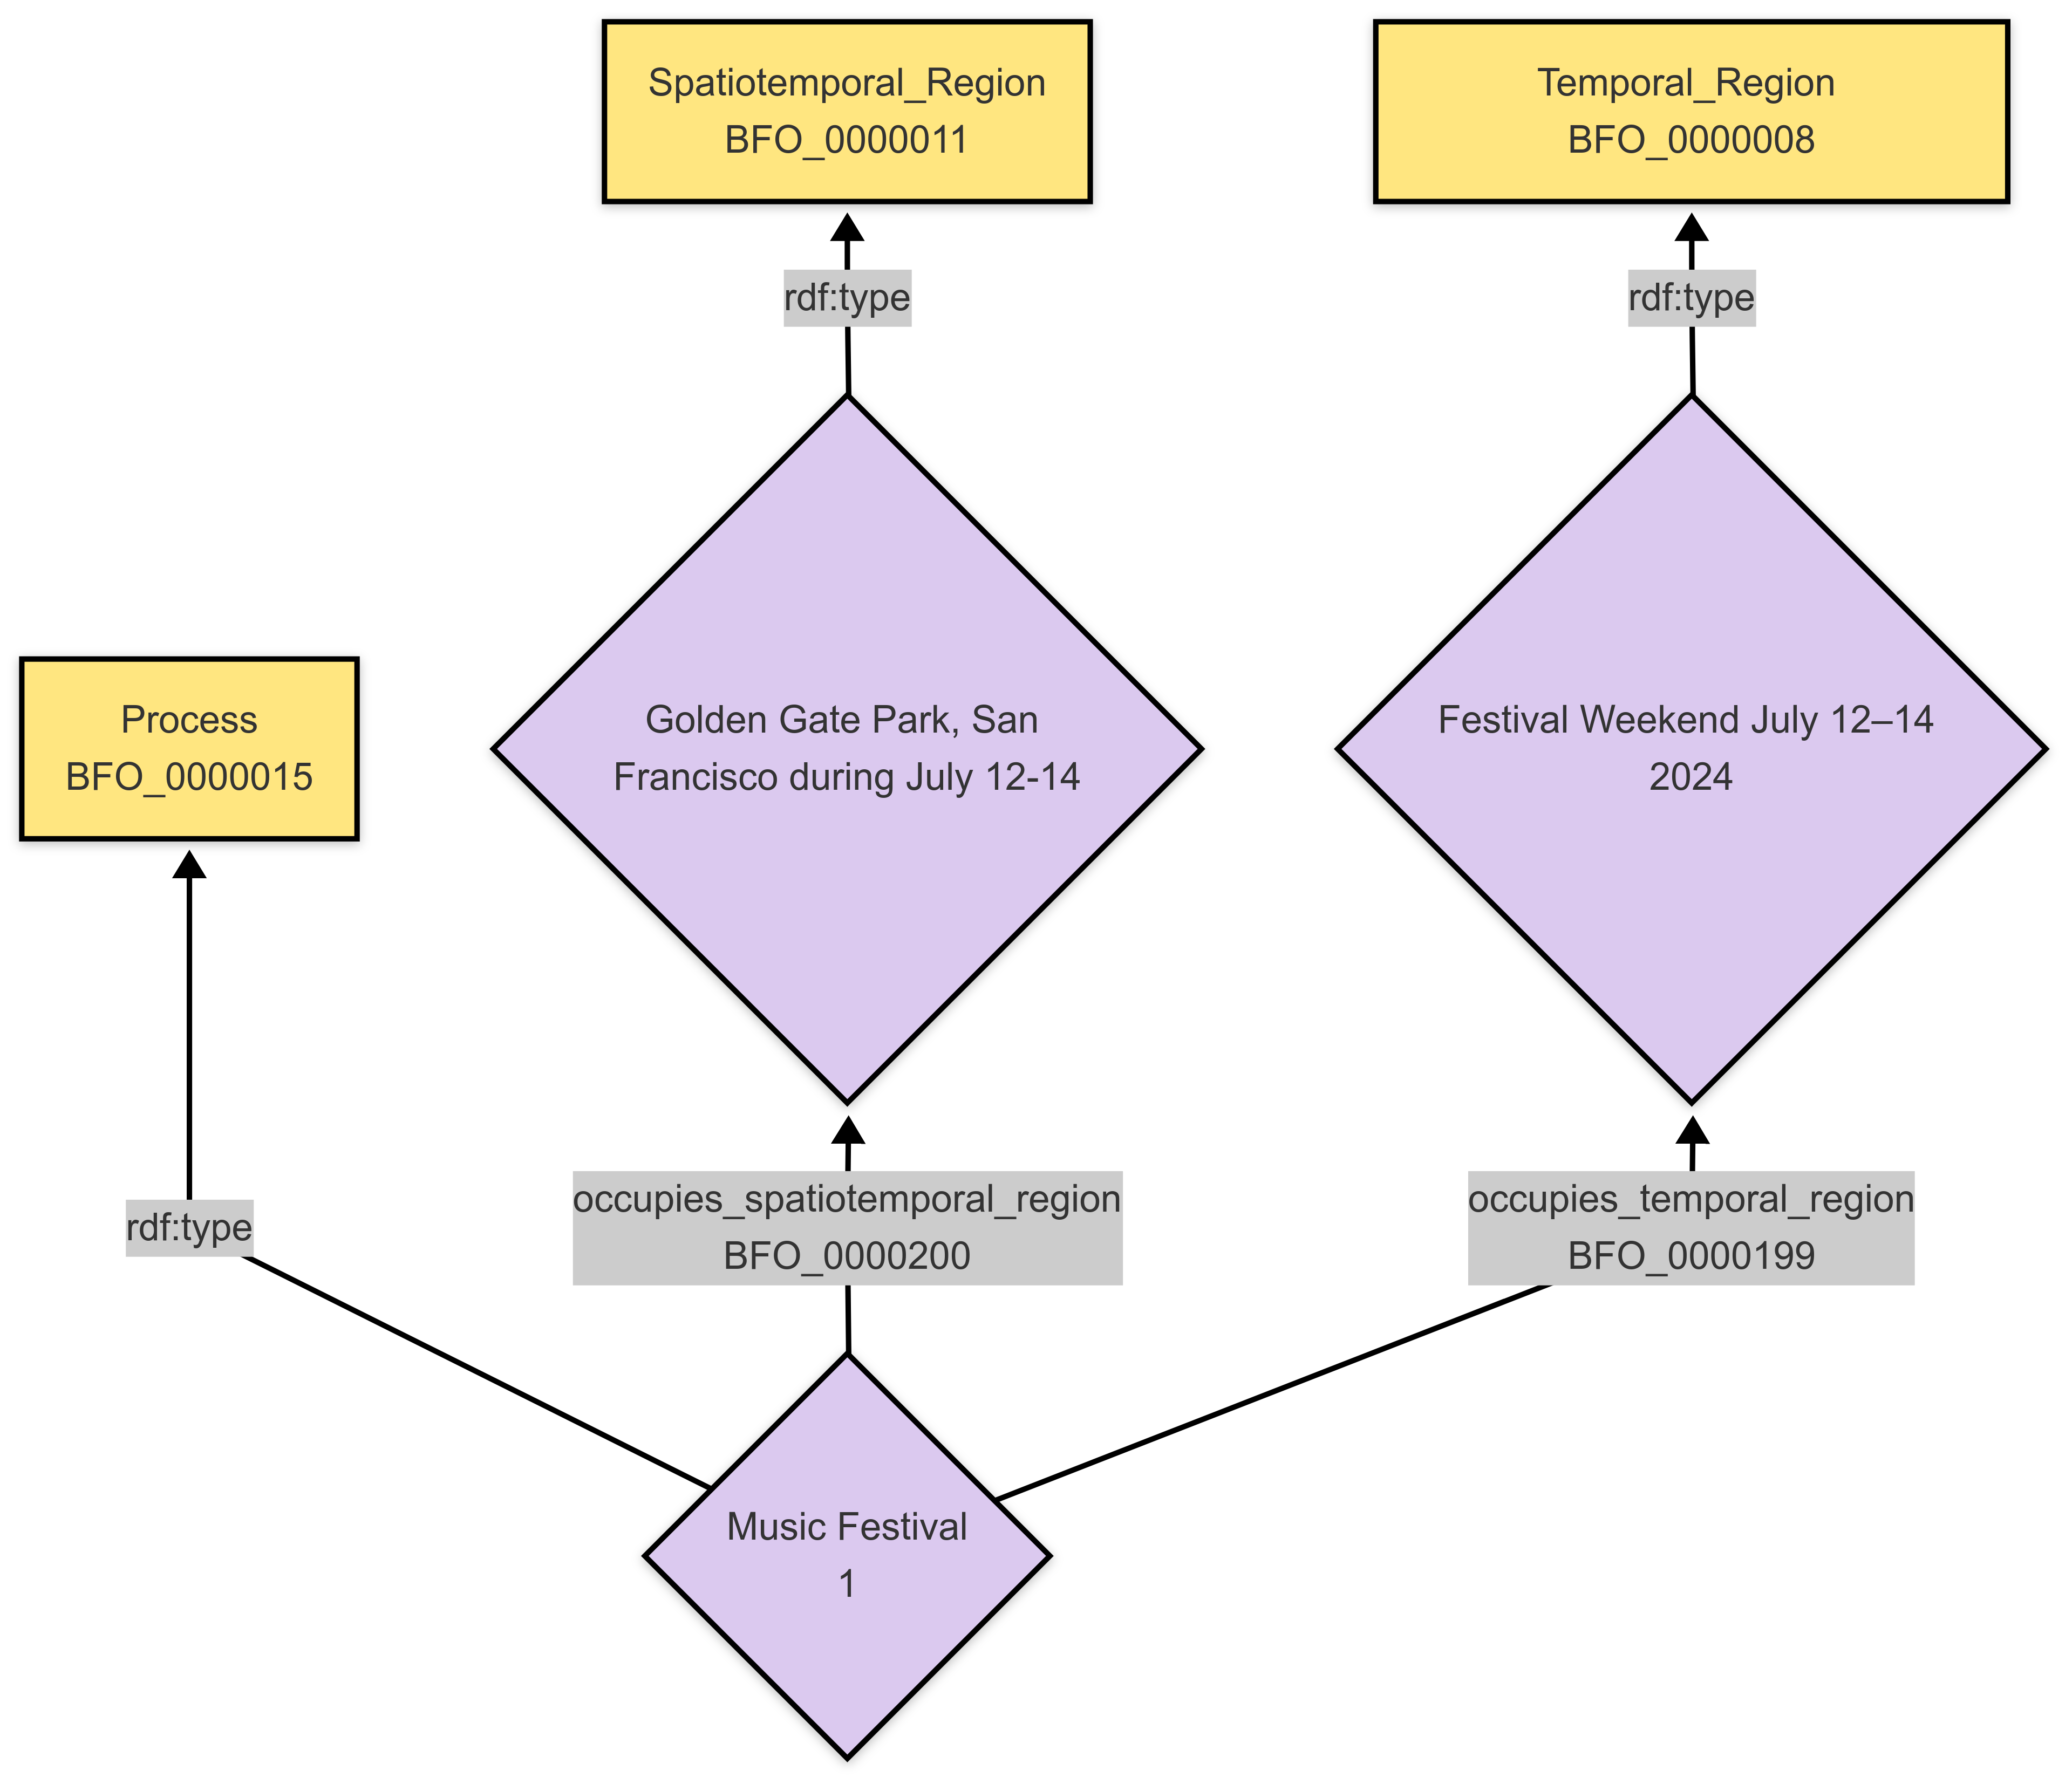 Spatiotemporal_Region
BFO_0000011
Temporal_Region
BFO_0000008
rdf:type
rdf:type
Process
BFO_0000015
Golden Gate Park, San
Francisco during July 12-14
Festival Weekend July 12–14
2024
rdf:type
occupies_spatiotemporal_region
BFO_0000200
occupies_temporal_region
BFO_0000199
Music Festival
1